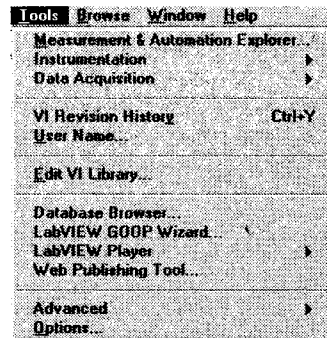 Tools Browse Window Help
Measurement & Automation Explorer...
Instrumentation
Data Acquisition
VI Revision History Ctrl+Y
User Name...
Edit VI Library...
Database Browser...
LabVIEW GOOP Wizard...
LabVIEW Player
Web Publishing Tool...
Advanced
Options...